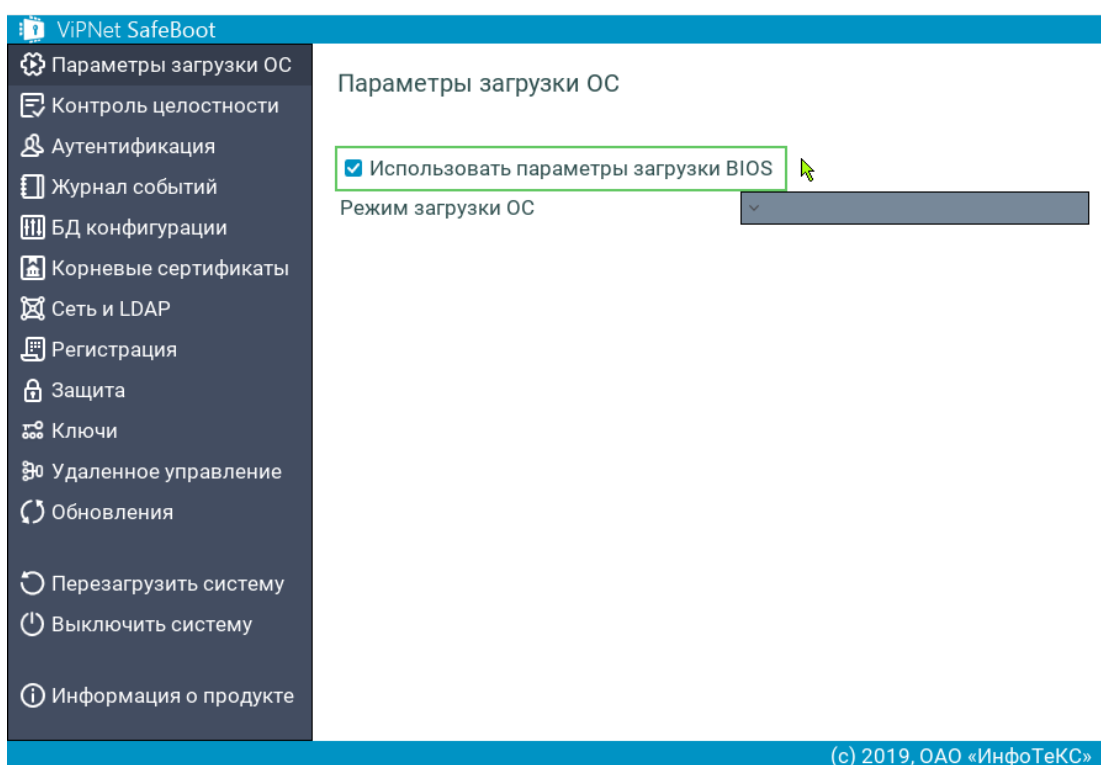 ViPNet SafeBoot
Параметры загрузки ОС
Контроль целостности
Аутентификация
Журнал событий
БД конфигурации
Корневые сертификаты
Сеть и LDAP
Регистрация
Защита
Ключи
Удаленное управление
Обновления
Перезагрузить систему
Выключить систему
Информация о продукте
Параметры загрузки ОС
Использовать параметры загрузки BIOS
Режим загрузки ОС
(c) 2019, ОАО «ИнфоТеКС»